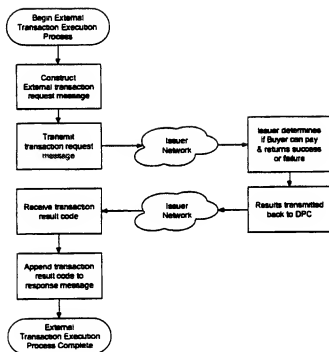 Begin External
Transaction Execution
Process
Construct
External transaction
request message
Transmit
transaction request
message
Issuer
Network
Issuer determines
if Buyer can pay
& returns success
or failure
Results transmitted
back to DPC
Issuer
Network
Receive transaction
result code
Append transaction
result code to
response message
External
Transaction Execution
Process Complete